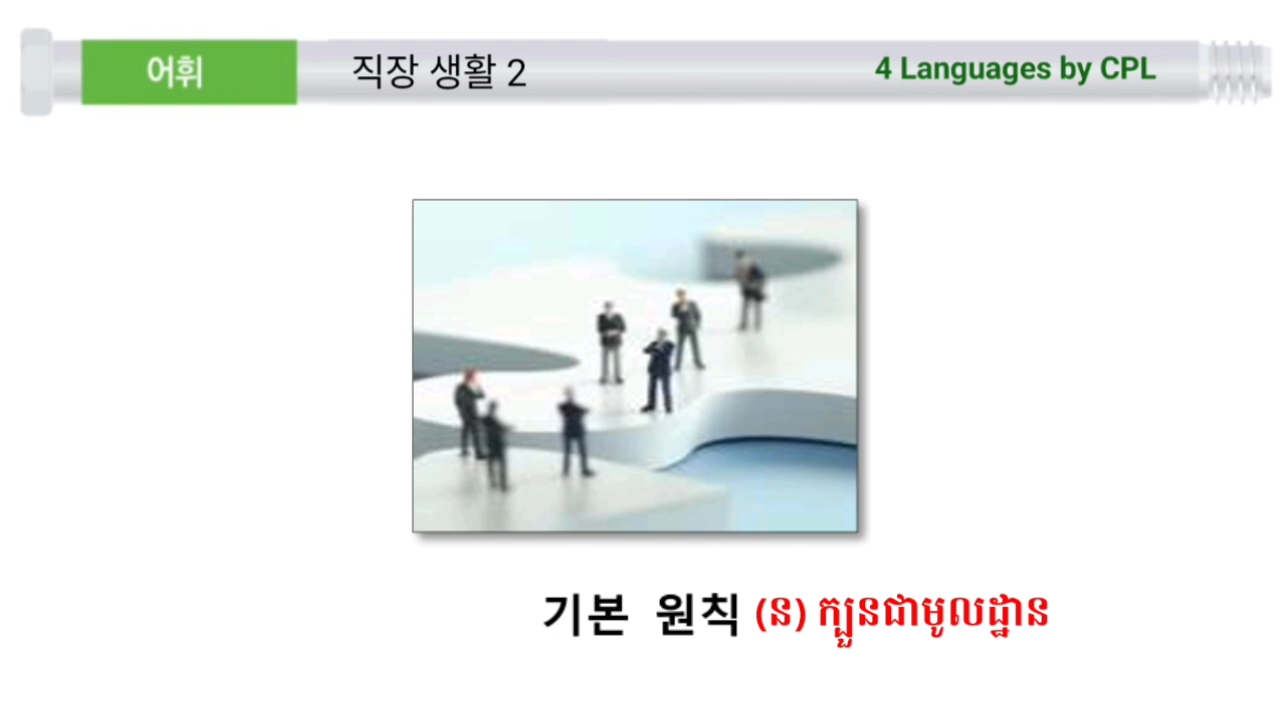 어휘 직장 생활 2 4 Languages by CPL
기본 원칙 (ន) ក្បួនជាមូលដ្ឋាន